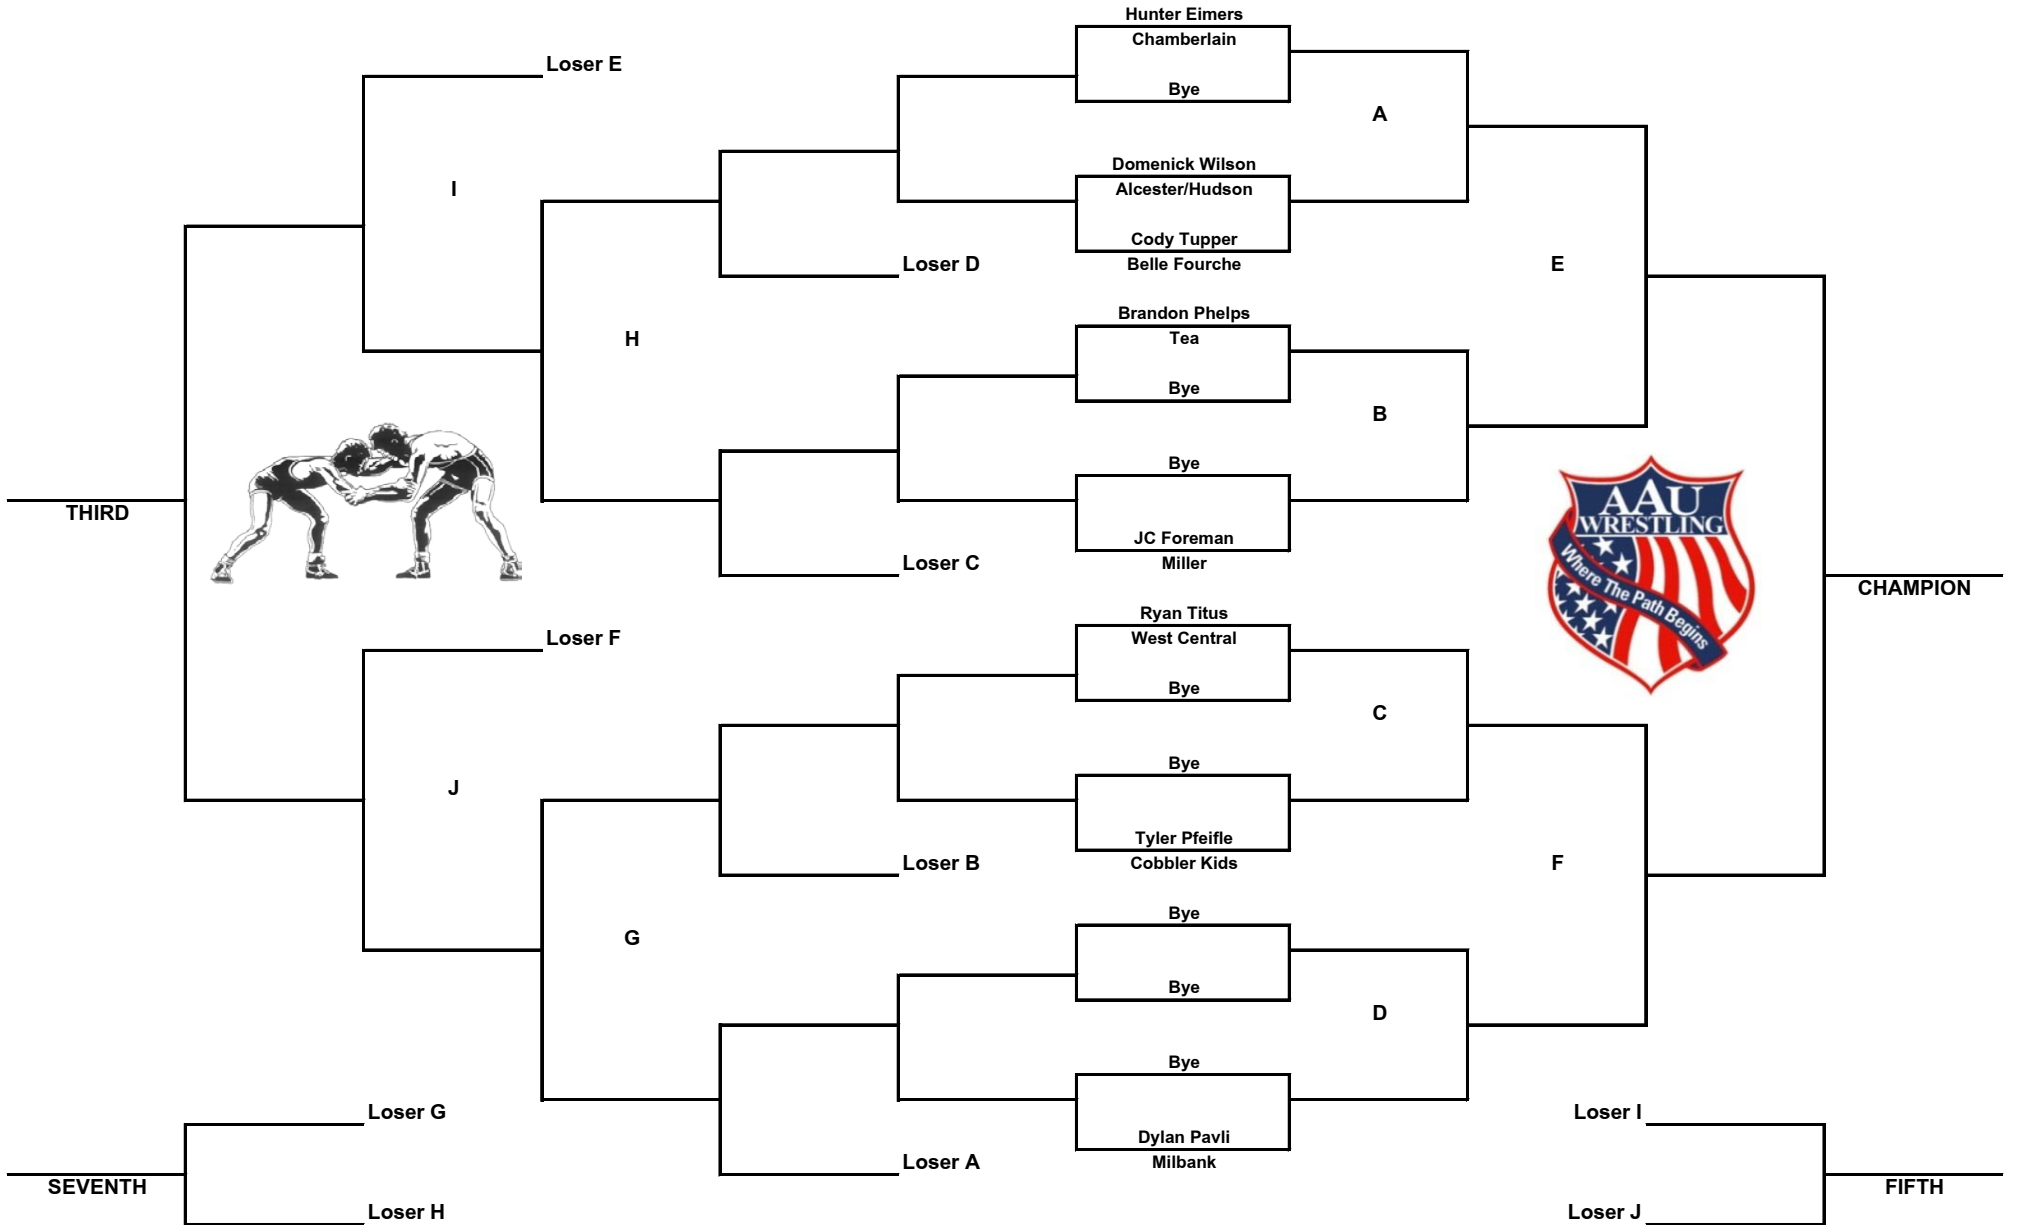 Hunter Eimers
Chamberlain
Loser E
Bye
A
Domenick Wilson
I
Alcester/Hudson
Cody Tupper
Loser D
Belle Fourche
E
Brandon Phelps
H
Tea
Bye
B
Bye
AAU
WRESTLING
Where The Path Begins
THIRD
JC Foreman
Loser C
Miller
CHAMPION
Ryan Titus
Loser F
West Central
Bye
C
Bye
J
Tyler Pfeifle
Loser B
Cobbler Kids
F
Bye
G
Bye
D
Bye
Loser G
Loser I
Dylan Pavli
Loser A
Milbank
SEVENTH
FIFTH
Loser H
Loser J